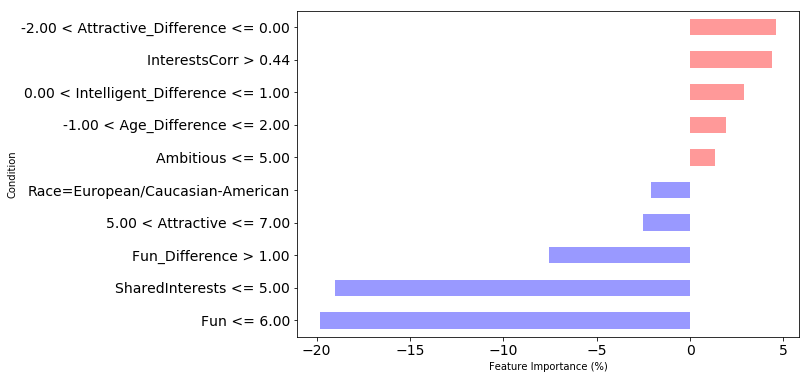 -2.00 < Attractive_Difference <= 0.00
InterestsCorr > 0.44
0.00 < Intelligent_Difference <= 1.00
-1.00 < Age_Difference <= 2.00
Ambitious <= 5.00
Race=European/Caucasian-American
5.00 < Attractive <= 7.00
Fun_Difference > 1.00
SharedInterests <= 5.00
Fun <= 6.00
Condition
−20 −15 −10 −5 0 5
Feature Importance (%)